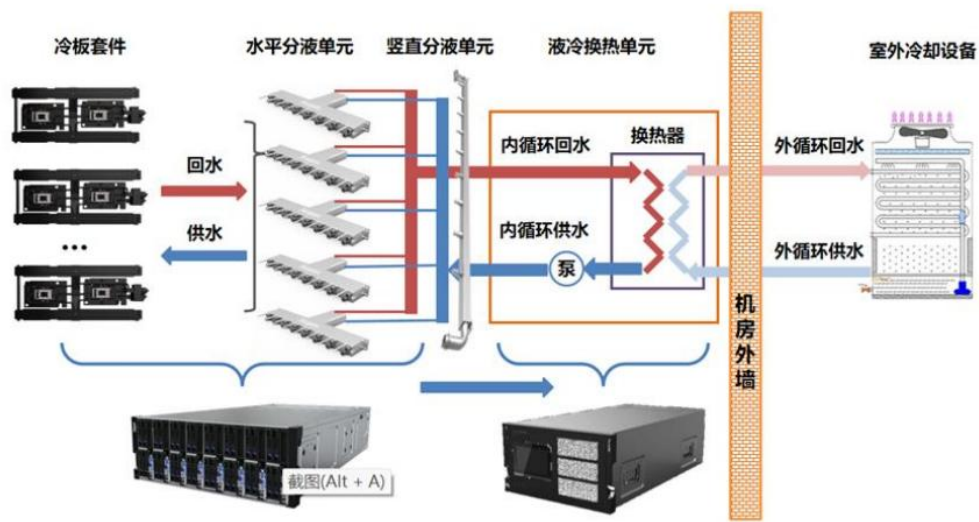 冷板套件
水平分液单元
竖直分液单元
液冷换热单元
室外冷却设备
回水
供水
...
内循环回水
换热器
内循环供水
泵
外循环回水
外循环供水
机房外墙
截图(Alt + A)